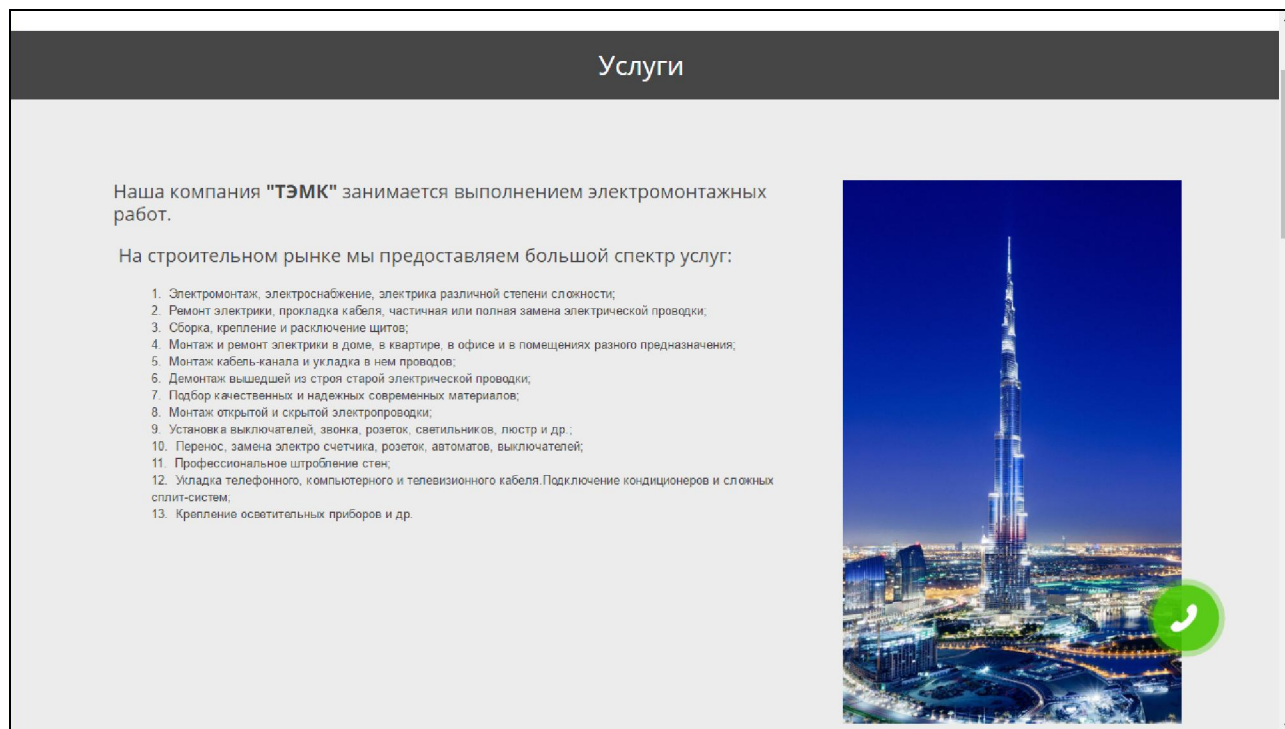 Услуги
Наша компания "ТЭМК" занимается выполнением электромонтажных
работ.
На строительном рынке мы предоставляем большой спектр услуг:
1. Электромонтаж, электроснабжение, электрика различной степени сложности;
2. Ремонт электрики, прокладка кабеля, частичная или полная замена электрической проводки;
3. Сборка, крепление и расключение щитов;
4. Монтаж и ремонт электрики в доме, в квартире, в офисе и в помещениях разного предназначения;
5. Монтаж кабель-канала и укладка в нем проводов;
6. Демонтаж вышедшей из строя старой электрической проводки;
7. Подбор качественных и надежных современных материалов;
8. Монтаж открытой и скрытой электропроводки;
9. Установка выключателей, звонка, розеток, светильников, люстр и др.;
10. Перенос, замена электро счетчика, розеток, автоматов, выключателей;
11. Профессиональное штробление стен;
12. Укладка телефонного, компьютерного и телевизионного кабеля.Подключение кондиционеров и сложных
сплит-систем;
13. Крепление осветительных приборов и др.